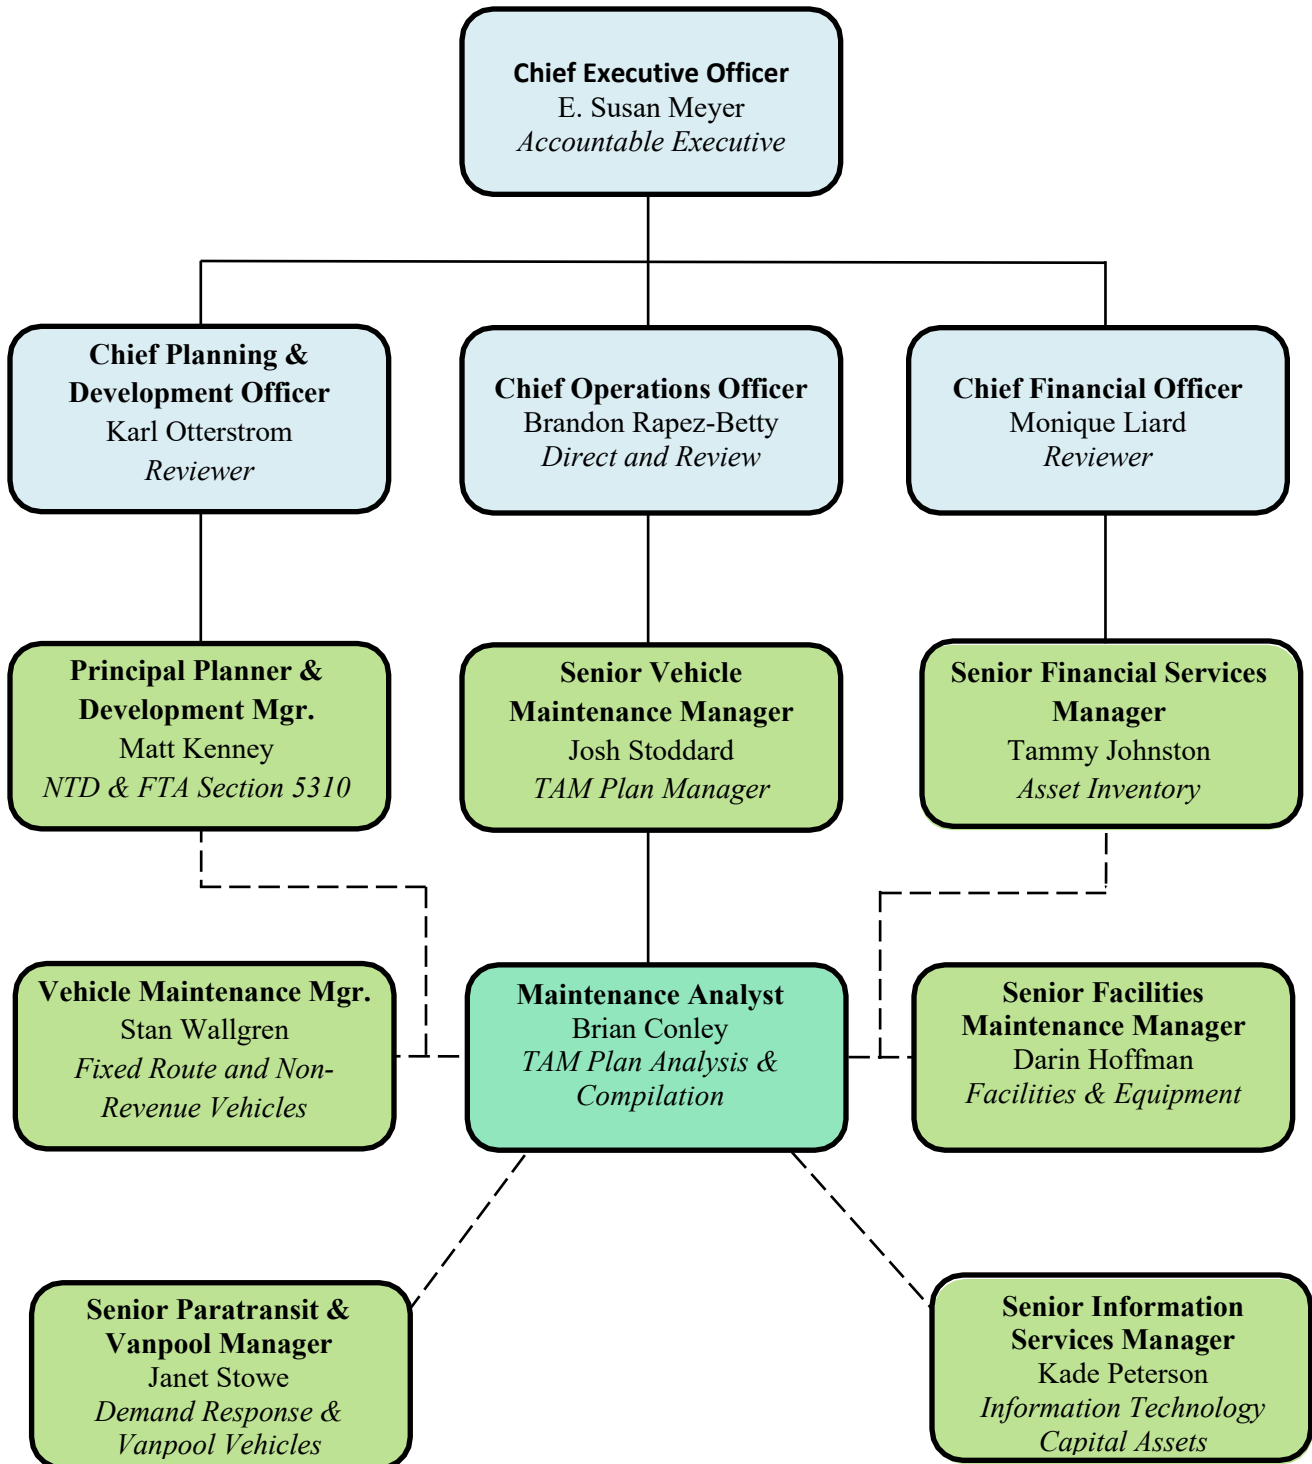 Chief Executive Officer
E. Susan Meyer
Accountable Executive
Chief Planning &
Development Officer
Karl Otterstrom
Reviewer
Chief Operations Officer
Brandon Rapez-Betty
Direct and Review
Chief Financial Officer
Monique Liard
Reviewer
Principal Planner &
Development Mgr.
Matt Kenney
NTD & FTA Section 5310
Senior Vehicle
Maintenance Manager
Josh Stoddard
TAM Plan Manager
Senior Financial Services
Manager
Tammy Johnston
Asset Inventory
Vehicle Maintenance Mgr.
Stan Wallgren
Fixed Route and Non-
Revenue Vehicles
Maintenance Analyst
Brian Conley
TAM Plan Analysis &
Compilation
Senior Facilities
Maintenance Manager
Darin Hoffman
Facilities & Equipment
Senior Paratransit &
Vanpool Manager
Janet Stowe
Demand Response &
Vanpool Vehicles
Senior Information
Services Manager
Kade Peterson
Information Technology
Capital Assets